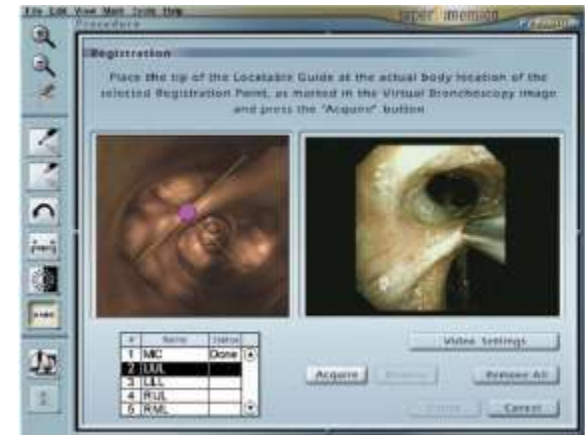 File Edit View Mark Tools Help
Procedure
Registration
Place the tip of the Locatable Guide at the actual body location of the
selected Registration Point, as marked in the Virtual Bronchoscopy image
and press the "Acquire" button
# Name Status
1 MC Done
2 LUL
3 LLL
4 RUL
5 RML
Video Settings
Acquire Remove All
Cancel